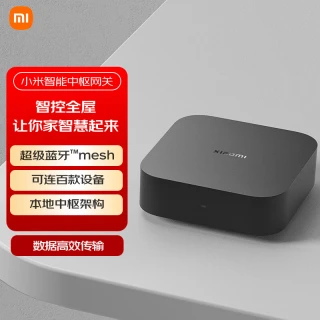 mi
小米智能中枢网关
智控全屋
让你家智慧起来
超级蓝牙™mesh
可连百款设备
本地中枢架构
数据高效传输
xiaomi